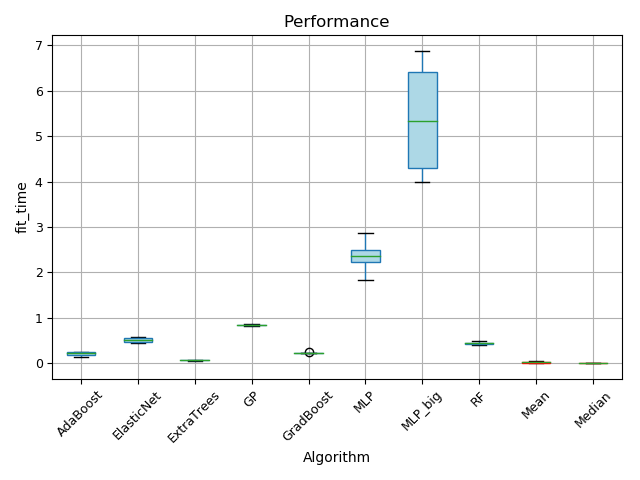 Performance
7
6
5
4
3
2
1
0
fit_time
AdaBoost
ElasticNet
ExtraTrees
GP
GradBoost
MLP
MLP_big
RF
Mean
Median
Algorithm